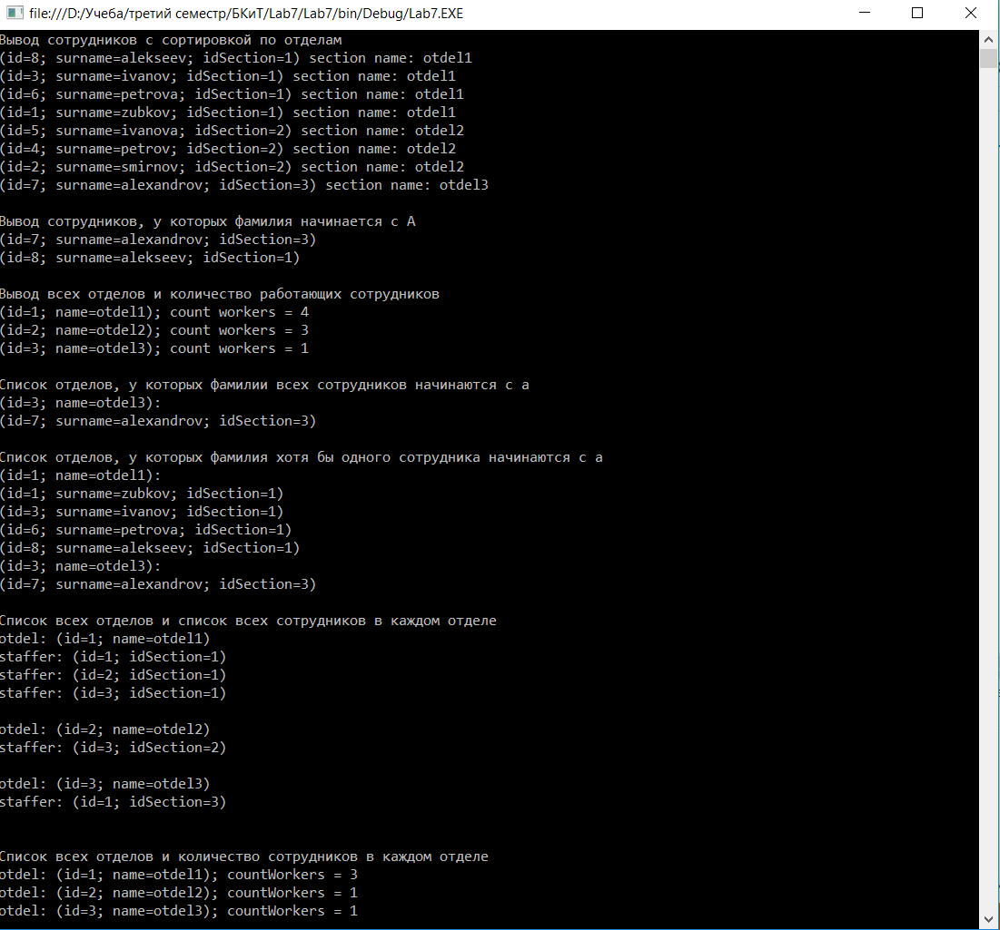 file:///D:/Учеба/третий семестр/БКиТ/Lab7/Lab7/bin/Debug/Lab7.EXE
Вывод сотрудников с сортировкой по отделам
(id=8; surname=alekseev; idSection=1) section name: otdel1
(id=3; surname=ivanov; idSection=1) section name: otdel1
(id=6; surname=petrova; idSection=1) section name: otdel1
(id=1; surname=zubkov; idSection=1) section name: otdel1
(id=5; surname=ivanova; idSection=2) section name: otdel2
(id=4; surname=petrov; idSection=2) section name: otdel2
(id=2; surname=smirnov; idSection=2) section name: otdel2
(id=7; surname=alexandrov; idSection=3) section name: otdel3
Вывод сотрудников, у которых фамилия начинается с А
(id=7; surname=alexandrov; idSection=3)
(id=8; surname=alekseev; idSection=1)
Вывод всех отделов и количество работающих сотрудников
(id=1; name=otdel1); count workers = 4
(id=2; name=otdel2); count workers = 3
(id=3; name=otdel3); count workers = 1
Список отделов, у которых фамилии всех сотрудников начинаются с а
(id=3; name=otdel3):
(id=7; surname=alexandrov; idSection=3)
Список отделов, у которых фамилия хотя бы одного сотрудника начинаются с а
(id=1; name=otdel1):
(id=1; surname=zubkov; idSection=1)
(id=3; surname=ivanov; idSection=1)
(id=6; surname=petrova; idSection=1)
(id=8; surname=alekseev; idSection=1)
(id=3; name=otdel3):
(id=7; surname=alexandrov; idSection=3)
Список всех отделов и список всех сотрудников в каждом отделе
otdel: (id=1; name=otdel1)
staffer: (id=1; idSection=1)
staffer: (id=2; idSection=1)
staffer: (id=3; idSection=1)
otdel: (id=2; name=otdel2)
staffer: (id=3; idSection=2)
otdel: (id=3; name=otdel3)
staffer: (id=1; idSection=3)
Список всех отделов и количество сотрудников в каждом отделе
otdel: (id=1; name=otdel1); countWorkers = 3
otdel: (id=2; name=otdel2); countWorkers = 1
otdel: (id=3; name=otdel3); countWorkers = 1